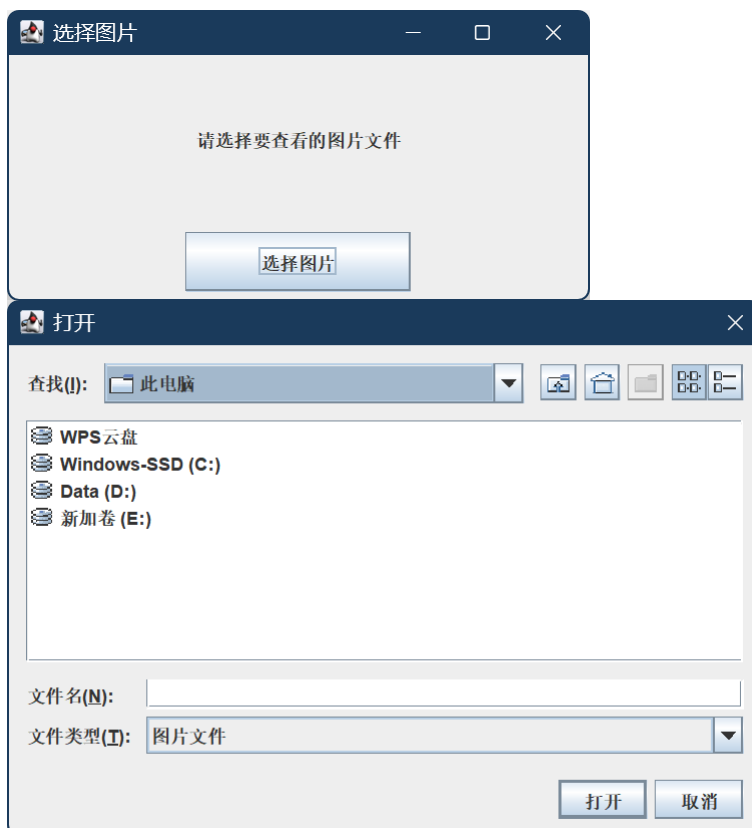 选择图片
请选择要查看的图片文件
选择图片
打开
查找(I): 此电脑
WPS云盘
Windows-SSD (C:)
Data (D:)
新加卷 (E:)
文件名(N):
文件类型(T): 图片文件
打开 取消